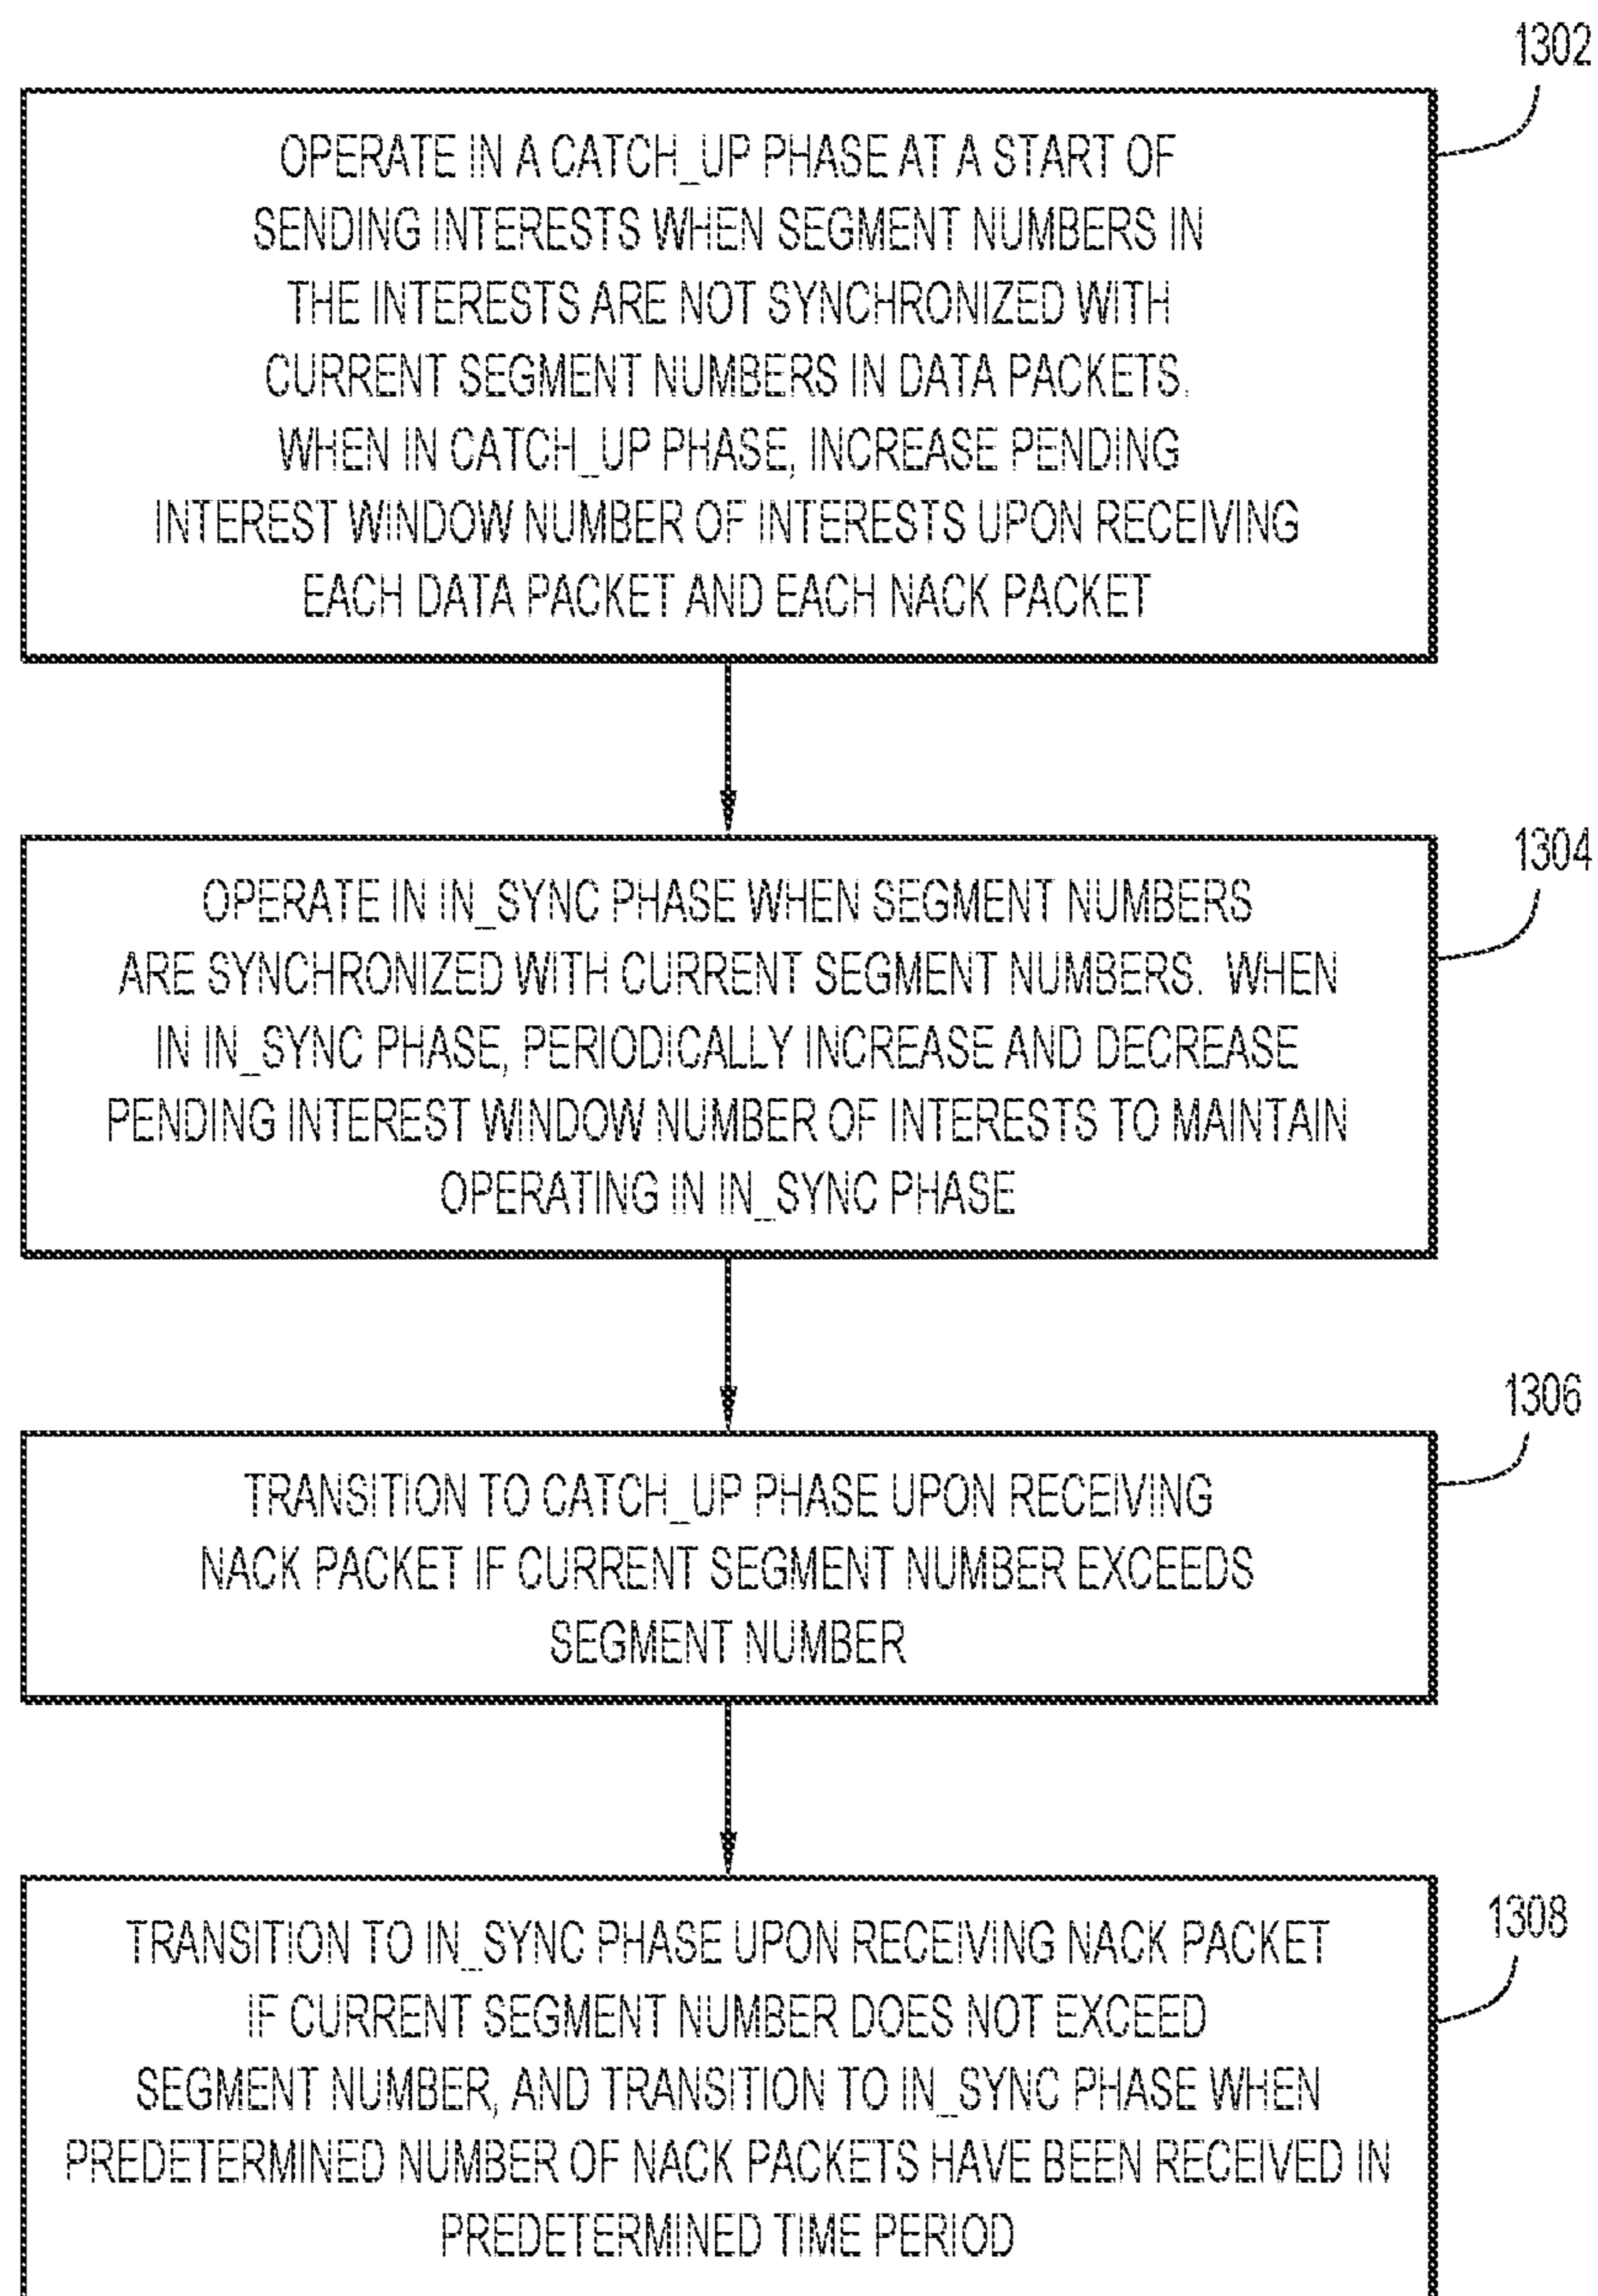 1302
OPERATE IN A CATCH_UP PHASE AT A START OF
SENDING INTERESTS WHEN SEGMENT NUMBERS IN
THE INTERESTS ARE NOT SYNCHRONIZED WITH
CURRENT SEGMENT NUMBERS IN DATA PACKETS.
WHEN IN CATCH_UP PHASE, INCREASE PENDING
INTEREST WINDOW NUMBER OF INTERESTS UPON RECEIVING
EACH DATA PACKET AND EACH NACK PACKET
1304
OPERATE IN IN_SYNC PHASE WHEN SEGMENT NUMBERS
ARE SYNCHRONIZED WITH CURRENT SEGMENT NUMBERS. WHEN
IN IN_SYNC PHASE, PERIODICALLY INCREASE AND DECREASE
PENDING INTEREST WINDOW NUMBER OF INTERESTS TO MAINTAIN
OPERATING IN IN_SYNC PHASE
1306
TRANSITION TO CATCH_UP PHASE UPON RECEIVING
NACK PACKET IF CURRENT SEGMENT NUMBER EXCEEDS
SEGMENT NUMBER
1308
TRANSITION TO IN_SYNC PHASE UPON RECEIVING NACK PACKET
IF CURRENT SEGMENT NUMBER DOES NOT EXCEED
SEGMENT NUMBER, AND TRANSITION TO IN_SYNC PHASE WHEN
PREDETERMINED NUMBER OF NACK PACKETS HAVE BEEN RECEIVED IN
PREDETERMINED TIME PERIOD